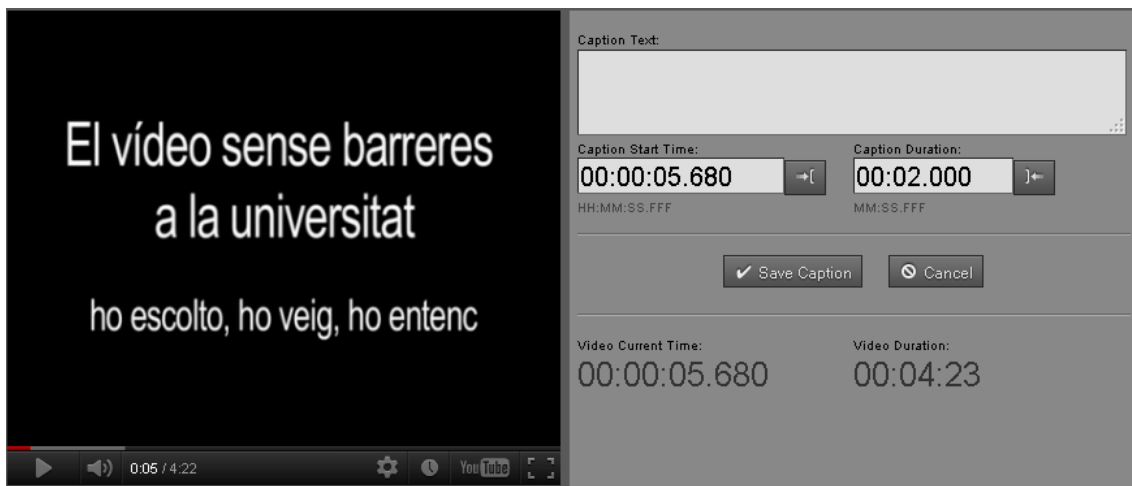 El vídeo sense barreres
a la universitat
ho escolto, ho veig, ho entenc
0:05 / 4:22
YouTube
Caption Text:
Caption Start Time:
Caption Duration:
00:00:05.680
00:02.000
HH:MM:SS.FFF
MM:SS.FFF
Save Caption
Cancel
Video Current Time:
Video Duration:
00:00:05.680
00:04:23